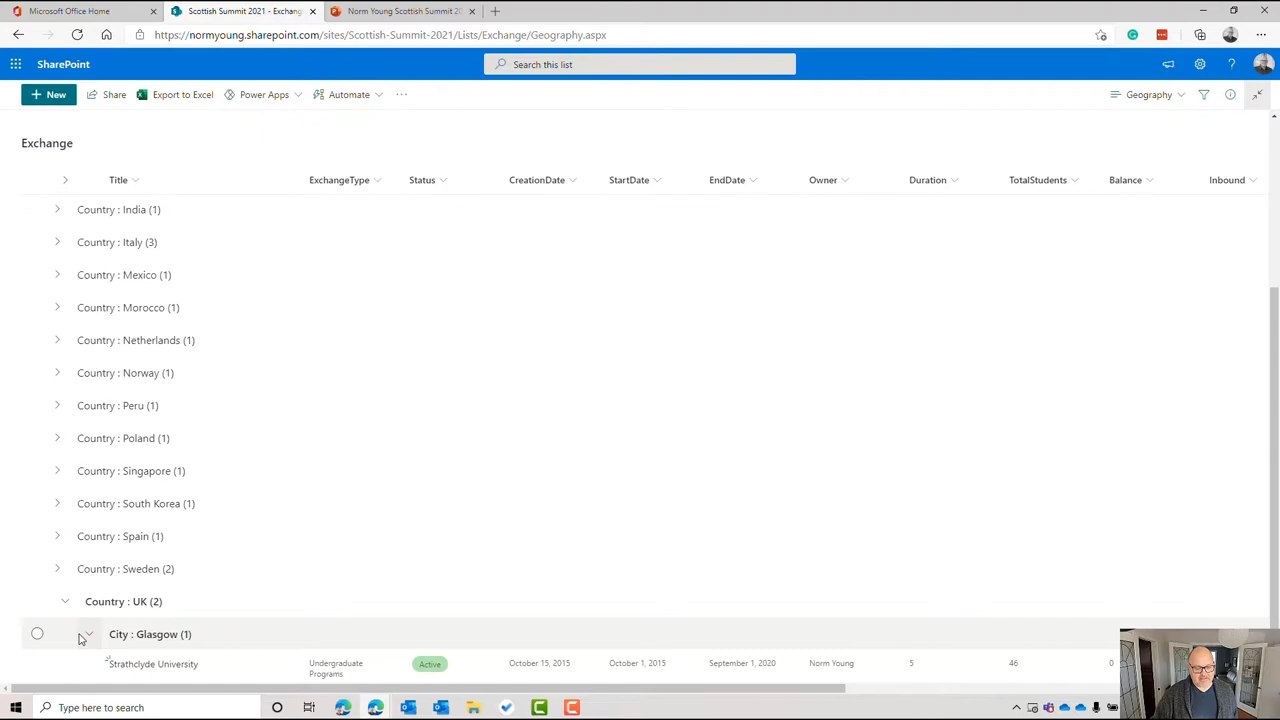 Microsoft Office Home
Scottish Summit 2021 - Exchang
Norm Young Scottish Summit 20
https://normyoung.sharepoint.com/sites/Scottish-Summit-2021/Lists/Exchange/Geography.aspx
SharePoint
Search this list
New
Share
Export to Excel
Power Apps
Automate
Geography
Exchange
Title ExchangeType Status CreationDate StartDate EndDate Owner Duration TotalStudents Balance Inbound
Country : India (1)
Country : Italy (3)
Country : Mexico (1)
Country : Morocco (1)
Country : Netherlands (1)
Country : Norway (1)
Country : Peru (1)
Country : Poland (1)
Country : Singapore (1)
Country : South Korea (1)
Country : Spain (1)
Country : Sweden (2)
Country : UK (2)
City : Glasgow (1)
Strathclyde University Undergraduate Active October 15, 2015 October 1, 2015 September 1, 2020 Norm Young 5 46 0
Programs
Type here to search